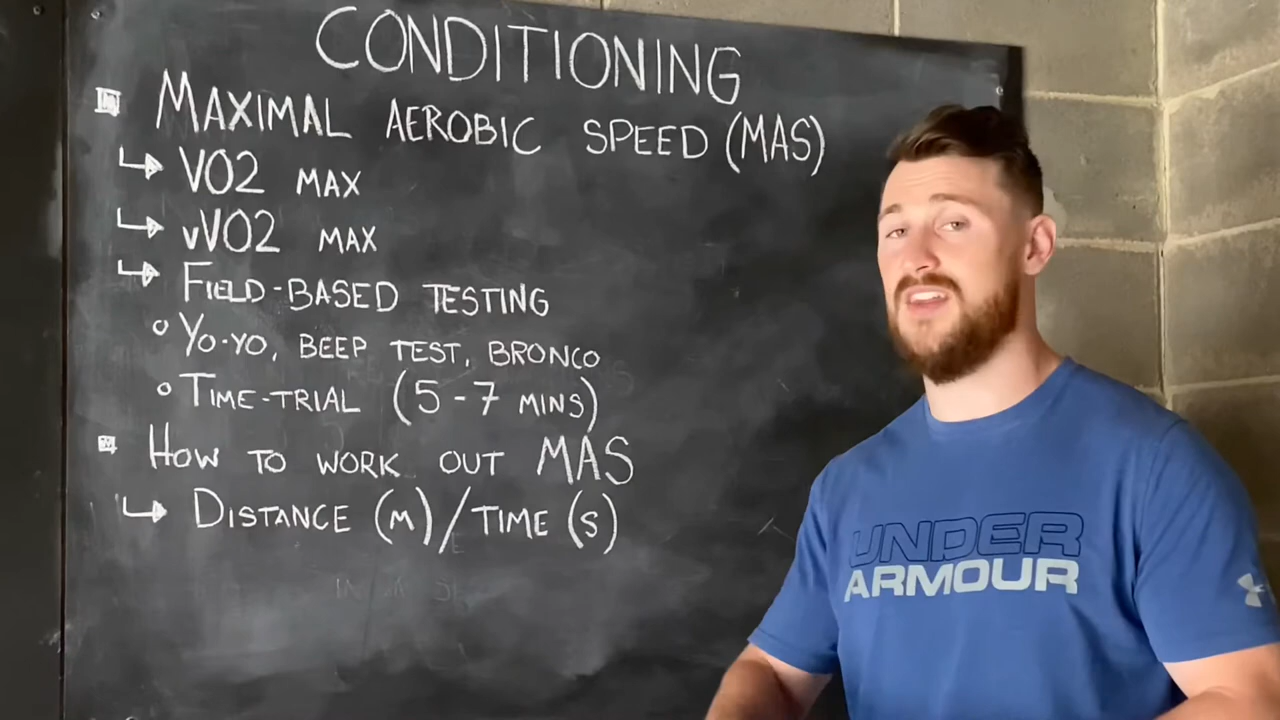 CONDITIONING
MAXIMAL AEROBIC SPEED (MAS)
VO2 MAX
vVO2 MAX
FIELD-BASED TESTING
YO-YO, BEEP TEST, BRONCO
TIME-TRIAL (5-7 MINS)
HOW TO WORK OUT MAS
DISTANCE (M)/TIME (S)
UNDER
ARMOUR